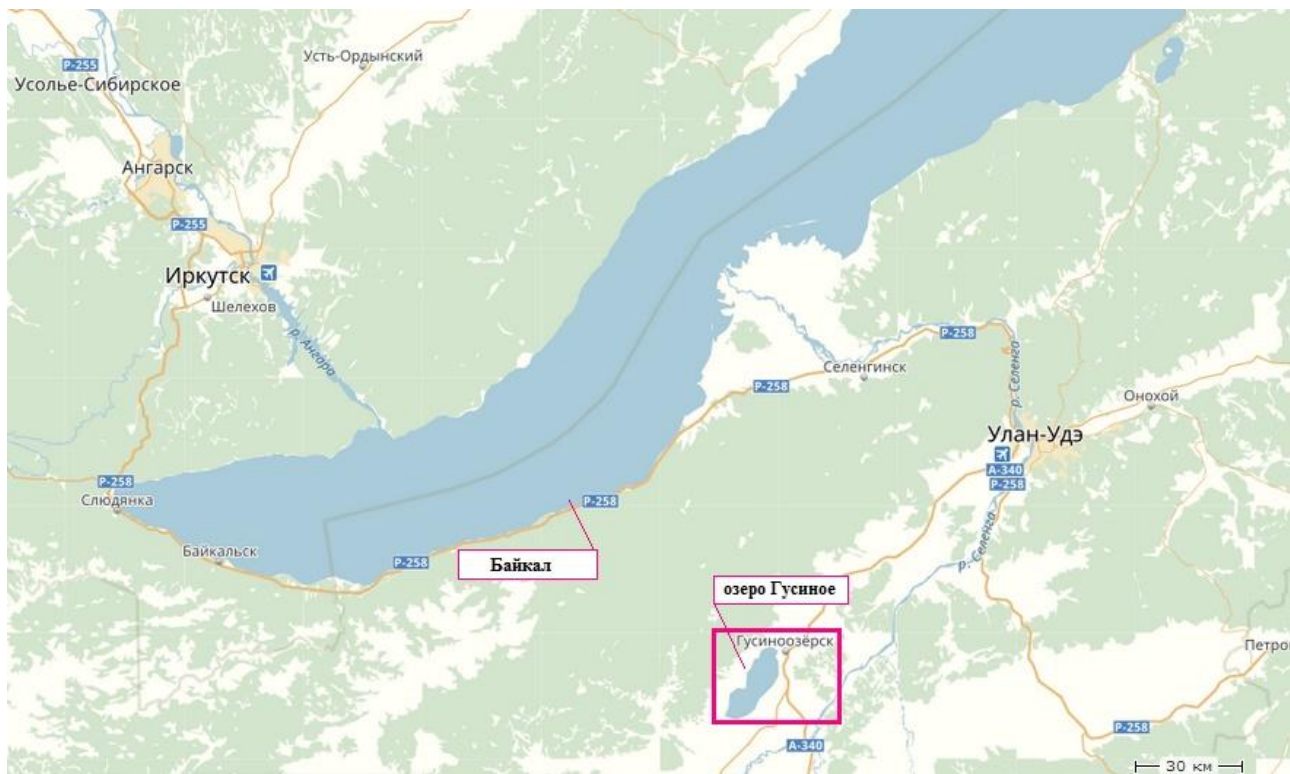 Усть-Ордынский
Р-255
Усолье-Сибирское
Ангарск
Р-255
Иркутск
Шелехов
р. Ангара
Р-258
р. Селенга
Селенгинск
Р-258
Онохой
Улан-Удэ
А-340
Р-258
Р-258
Слюдянка
Р-258
р. Селенга
Байкальск
Р-258
Байкал
озеро Гусиное
Гусиноозёрск
Петров
Р-258
А-340
30 км